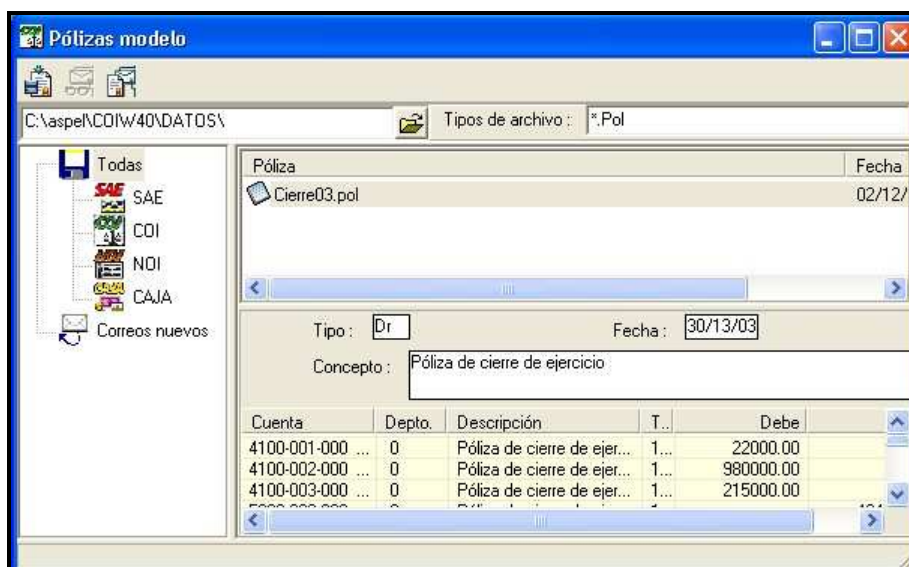 Pólizas modelo
C:\aspel\COIW40\DATOS\ Tipos de archivo : *.Pol
Todas
SAE
COI
NOI
CAJA
Correos nuevos
Póliza Fecha
Cierre03.pol 02/12/
Tipo : Dr Fecha : 30/13/03
Concepto : Póliza de cierre de ejercicio
Cuenta Depto. Descripción T.. Debe
4100-001-000 ... 0 Póliza de cierre de ejer... 1... 22000.00
4100-002-000 ... 0 Póliza de cierre de ejer... 1... 980000.00
4100-003-000 ... 0 Póliza de cierre de ejer... 1... 215000.00